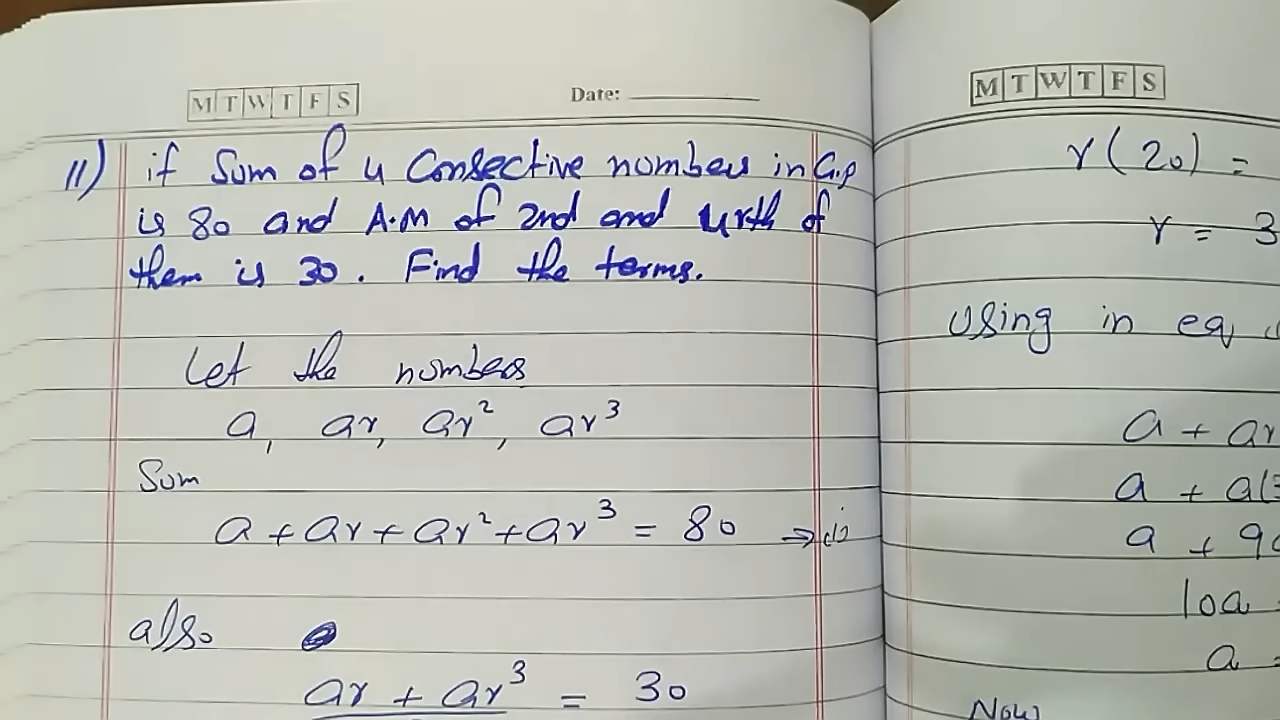 M T W T F S
Date:
11) if Sum of 4 Consective numbers in G.p
is 80 and A.M of 2nd and 4rth of
them is 30. Find the terms.
Let the numbers
a, ar, ar², ar³
Sum
a + ar + ar² + ar³ = 80 → (i)
also
ar + ar³ = 30
M T W T F S
r(20) =
r = 3
Using in eq
a + ar
a + a(3
a + 9a
10a
a =
Now